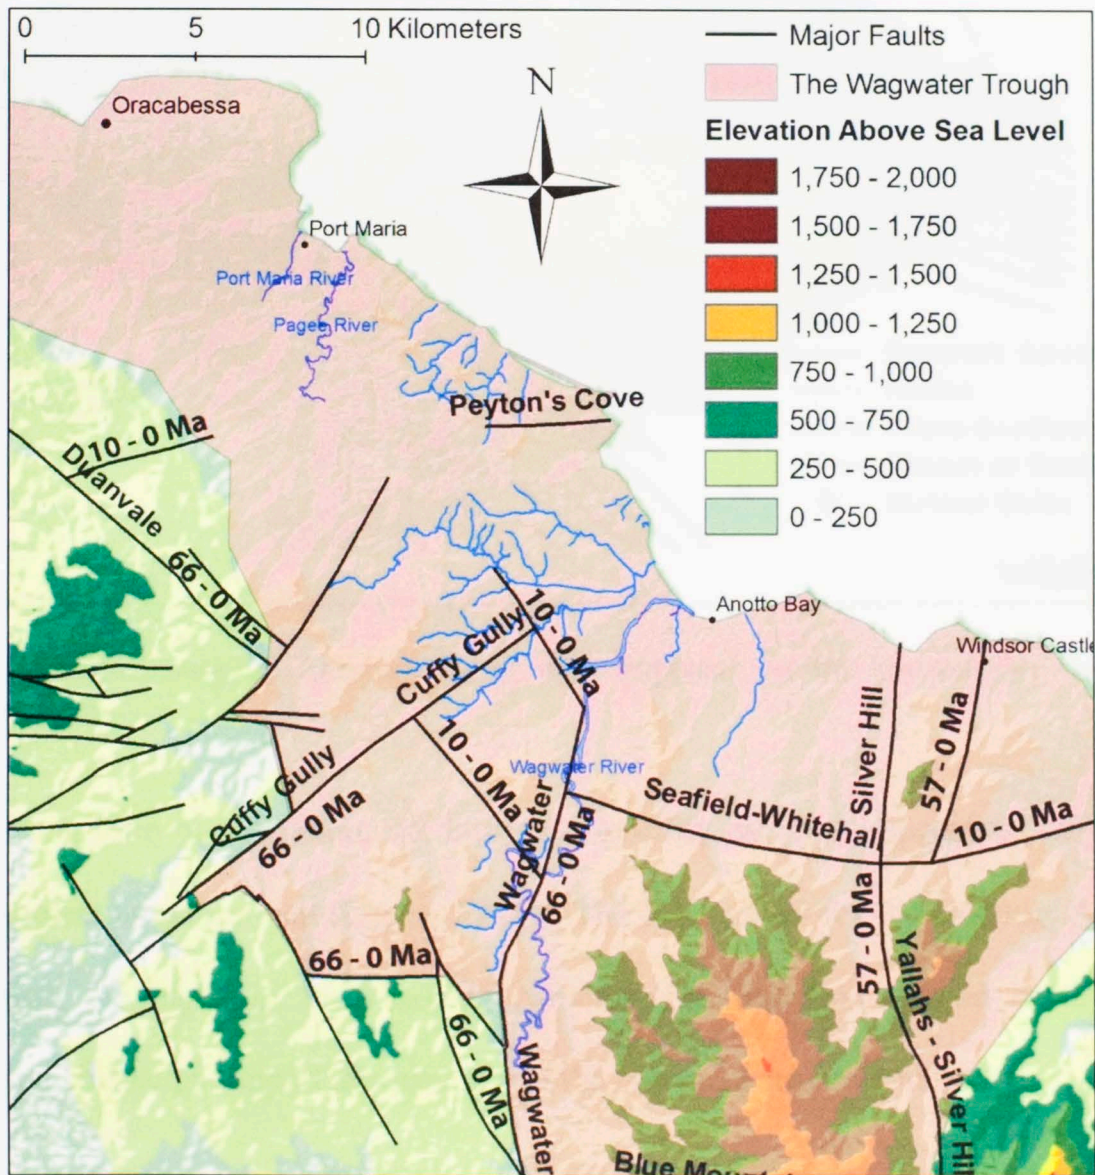 0 5 10 Kilometers
N
Major Faults
The Wagwater Trough
Elevation Above Sea Level
1,750 - 2,000
1,500 - 1,750
1,250 - 1,500
1,000 - 1,250
750 - 1,000
500 - 750
250 - 500
0 - 250
Oracabessa
Port Maria
Port Maria River
Pagee River
Peyton's Cove
10 - 0 Ma
Duanvale
66 - 0 Ma
Cuffy Gully
10 - 0 Ma
Anotto Bay
Windsor Castle
Silver Hill
57 - 0 Ma
Cuffy Gully
66 - 0 Ma
10 - 0 Ma
Wagwater River
Wagwater
66 - 0 Ma
Seafield-Whitehall
10 - 0 Ma
57 - 0 Ma
Yallahs - Silver Hil
66 - 0 Ma
66 - 0 Ma
Wagwater
Blue